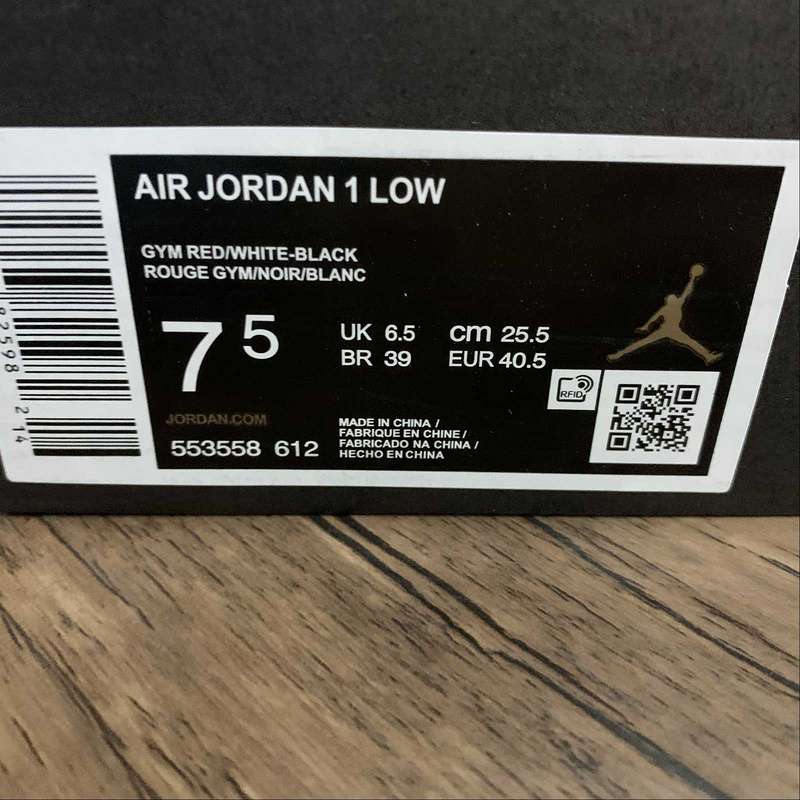 AIR JORDAN 1 LOW
GYM RED/WHITE-BLACK
ROUGE GYM/NOIR/BLANC
7 5
UK 6.5 cm 25.5
BR 39 EUR 40.5
RFID
JORDAN.COM
553558 612
MADE IN CHINA /
FABRIQUE EN CHINE /
FABRICADO NA CHINA /
HECHO EN CHINA
214